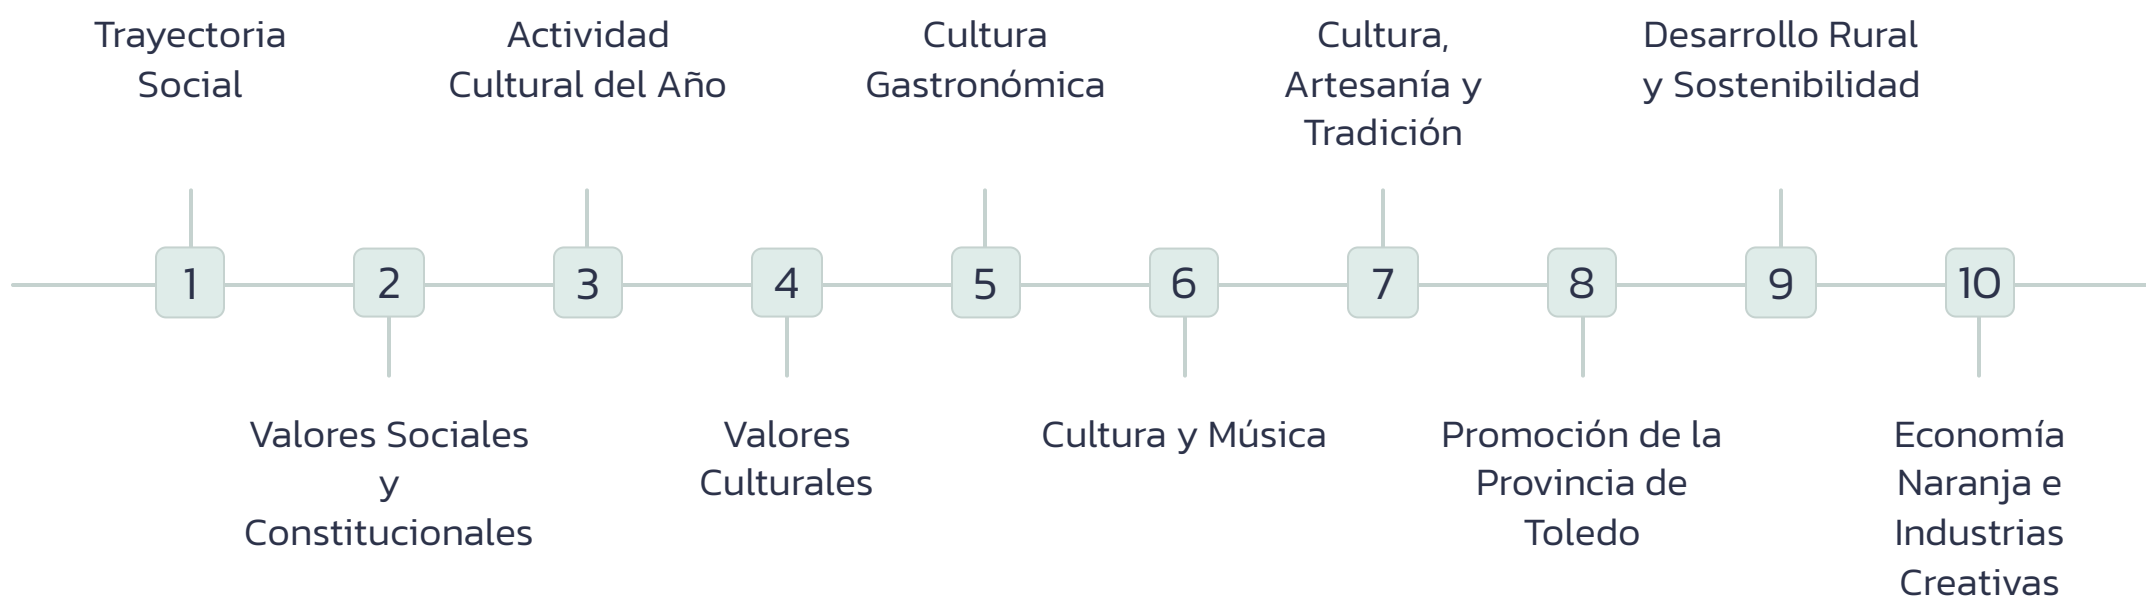 Trayectoria
Social
Actividad
Cultural del Año
Cultura
Gastronómica
Cultura,
Artesanía y
Tradición
Desarrollo Rural
y Sostenibilidad
1
2
3
4
5
6
7
8
9
10
Valores Sociales
y
Constitucionales
Valores
Culturales
Cultura y Música
Promoción de la
Provincia de
Toledo
Economía
Naranja e
Industrias
Creativas